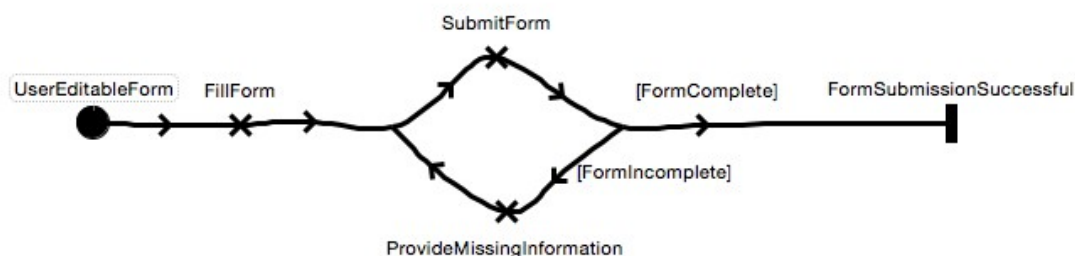 SubmitForm
UserEditableForm
FillForm
[FormComplete]
FormSubmissionSuccessful
[FormIncomplete]
ProvideMissingInformation